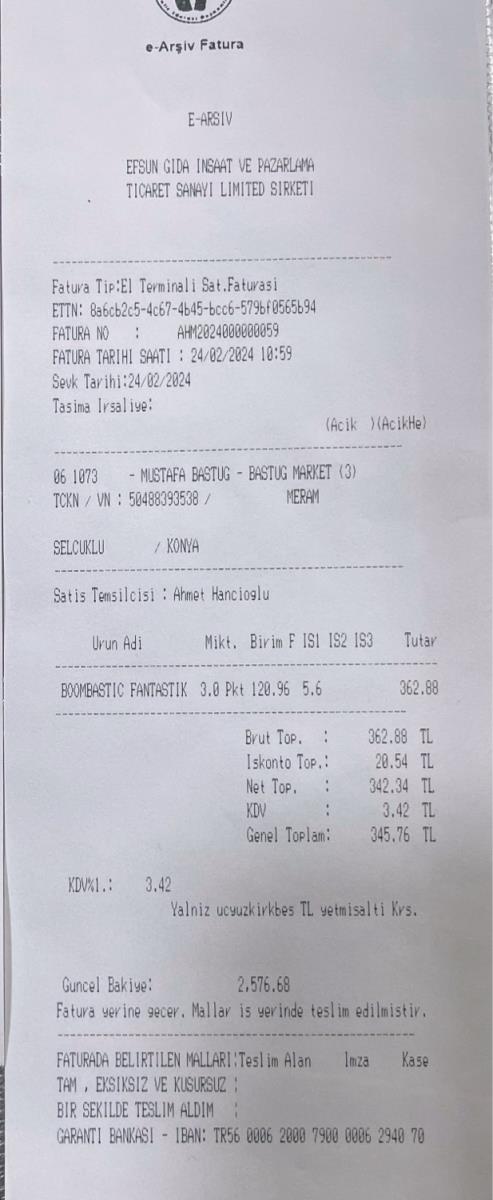 e-Arşiv Fatura
E-ARSIV
EFSUN GIDA INSAAT VE PAZARLAMA
TICARET SANAYI LIMITED SIRKETI
Fatura Tip:El Terminali Sat.Faturasi
ETTN: 8a6cb2c5-4c67-4b45-bcc6-579bf0565b94
FATURA NO : AHM2024000000059
FATURA TARIHI SAATI : 24/02/2024 10:59
Sevk Tarihi:24/02/2024
Tasima Irsaliye:
(Acik )(AcikHe)
06 1073 - MUSTAFA BASTUG - BASTUG MARKET (3)
TCKN / VN : 50488393538 / MERAM
SELCUKLU / KONYA
Satis Temsilcisi : Ahmet Hancioglu
Urun Adi Mikt. Birim F IS1 IS2 IS3 Tutar
BOOMBASTIC FANTASTIK 3.0 Pkt 120.96 5.6 362.88
Brut Top. : 362.88 TL
Iskonto Top.: 20.54 TL
Net Top. : 342.34 TL
KDV : 3.42 TL
Genel Toplam: 345.76 TL
KDV%1.: 3.42
Yalniz ucyuzkirkbes TL yetmisalti Krs.
Guncel Bakiye: 2,576.68
Fatura yerine gecer. Mallar is yerinde teslim edilmistir.
FATURADA BELIRTILEN MALLARI:Teslim Alan Imza Kase
TAM , EKSIKSIZ VE KUSURSUZ :
BIR SEKILDE TESLIM ALDIM :
GARANTI BANKASI - IBAN: TR56 0006 2000 7900 0006 2940 70